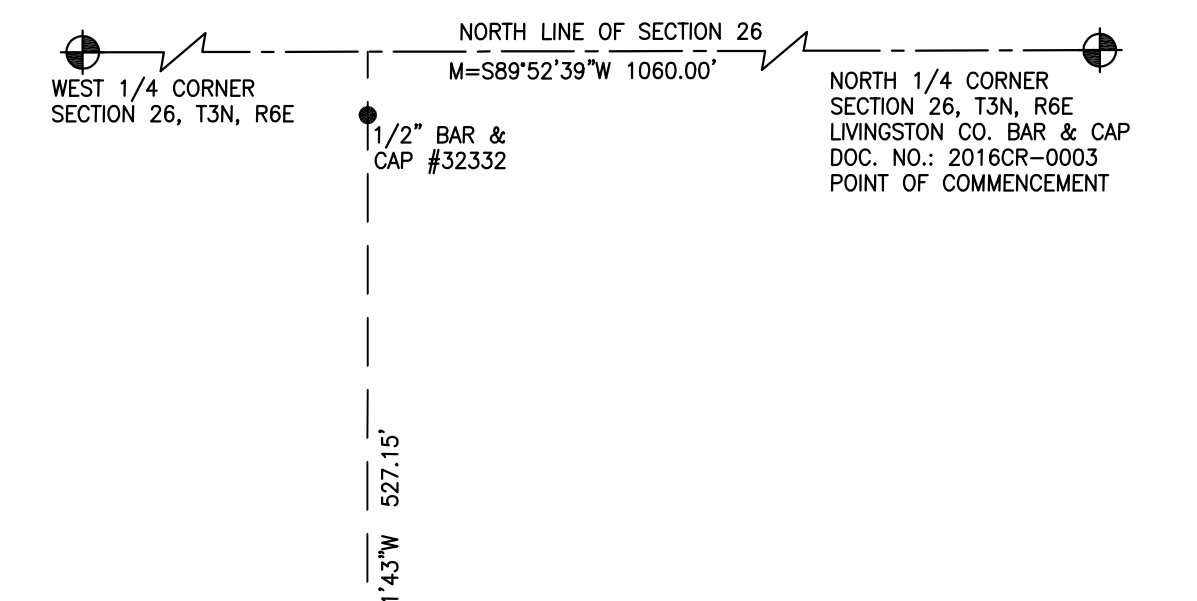 NORTH LINE OF SECTION 26
M=S89°52'39"W 1060.00'
WEST 1/4 CORNER
SECTION 26, T3N, R6E
NORTH 1/4 CORNER
SECTION 26, T3N, R6E
LIVINGSTON CO. BAR & CAP
DOC. NO.: 2016CR-0003
POINT OF COMMENCEMENT
1/2" BAR &
CAP #32332
1'43"W 527.15'